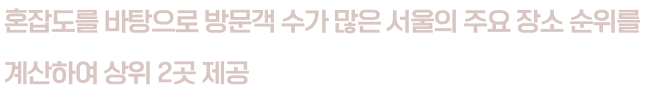 혼잡도를 바탕으로 방문객 수가 많은 서울의 주요 장소 순위를
계산하여 상위 2곳 제공